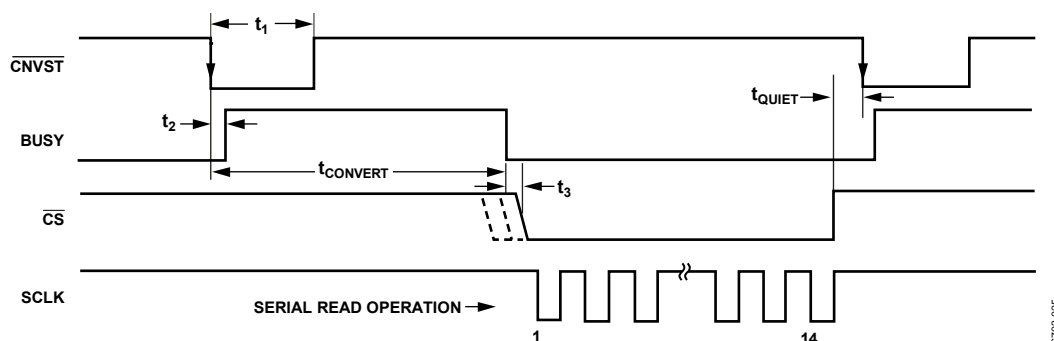 t1
CNVST
tQUIET
t2
BUSY
tCONVERT
t3
CS
SCLK
SERIAL READ OPERATION
1
14